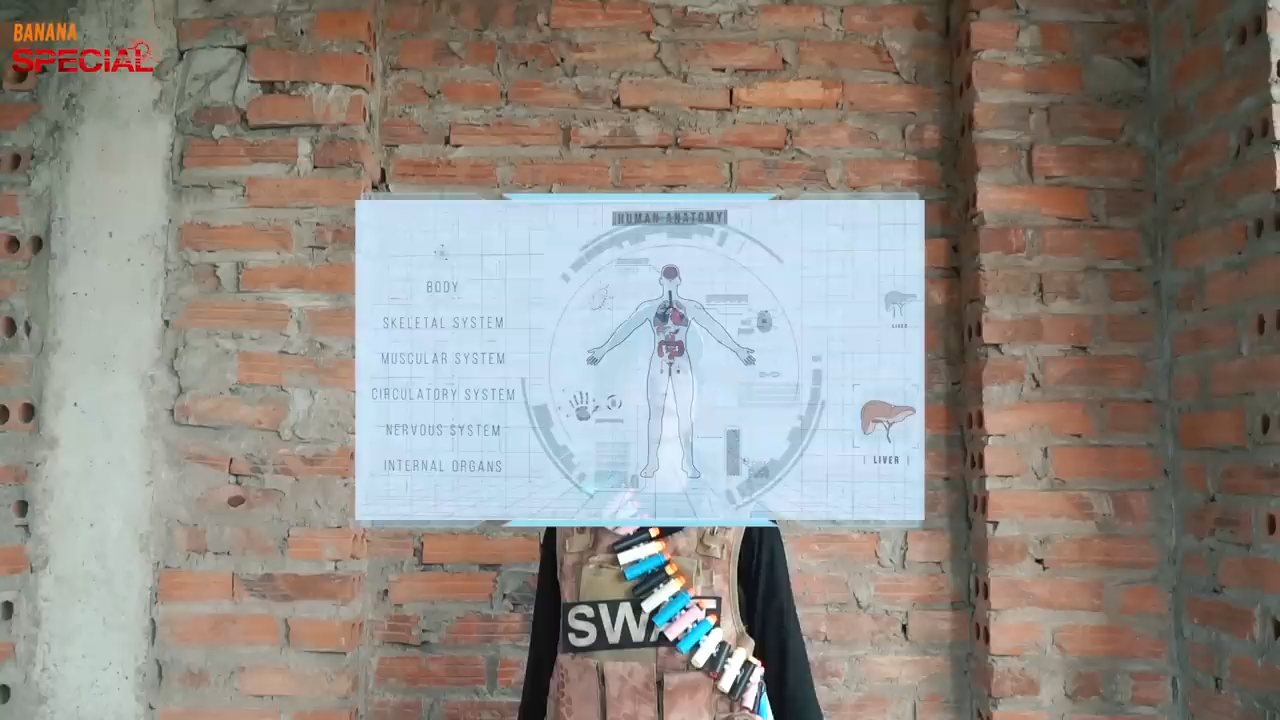 BANANA
SPECIAL
HUMAN ANATOMY
BODY
SKELETAL SYSTEM
MUSCULAR SYSTEM
CIRCULATORY SYSTEM
NERVOUS SYSTEM
INTERNAL ORGANS
LIVER
LIVER
SWA